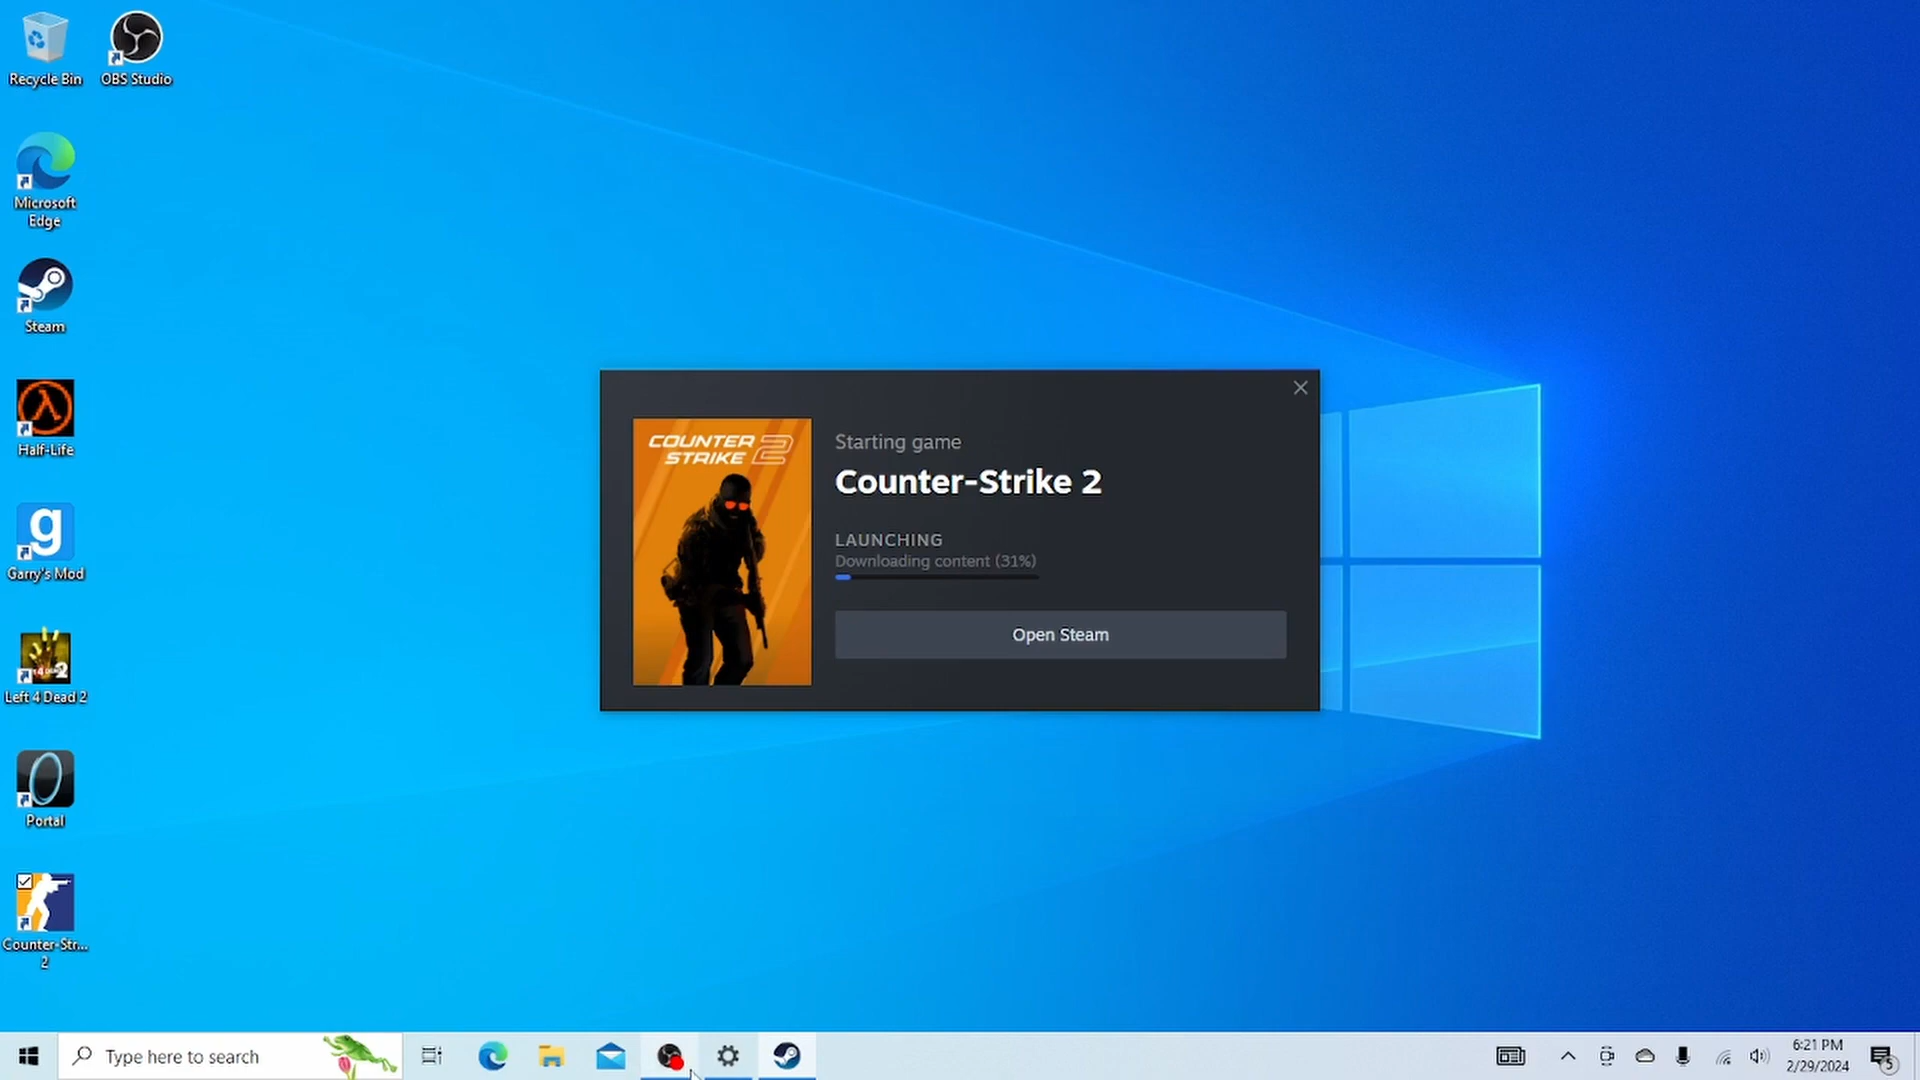 Recycle Bin
OBS Studio
Microsoft
Edge
Steam
Half-Life
g
Garry's Mod
Left 4 Dead 2
Portal
Counter-Str...
2
COUNTER
STRIKE 2
Starting game
Counter-Strike 2
LAUNCHING
Downloading content (31%)
Open Steam
Type here to search
6:21 PM
2/29/2024
5